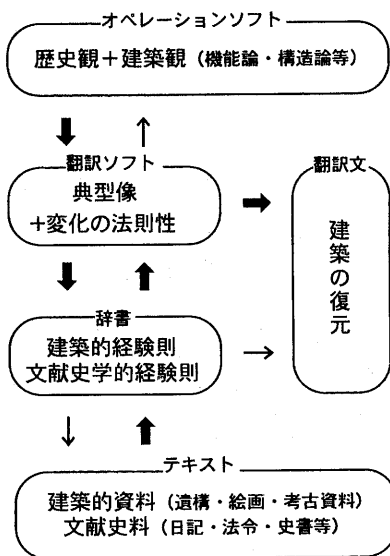 オペレーションソフト
歴史観＋建築観（機能論・構造論等）
翻訳ソフト
典型像
＋変化の法則性
翻訳文
建築の復元
辞書
建築的経験則
文献史学的経験則
テキスト
建築的資料（遺構・絵画・考古資料）
文献史料（日記・法令・史書等）